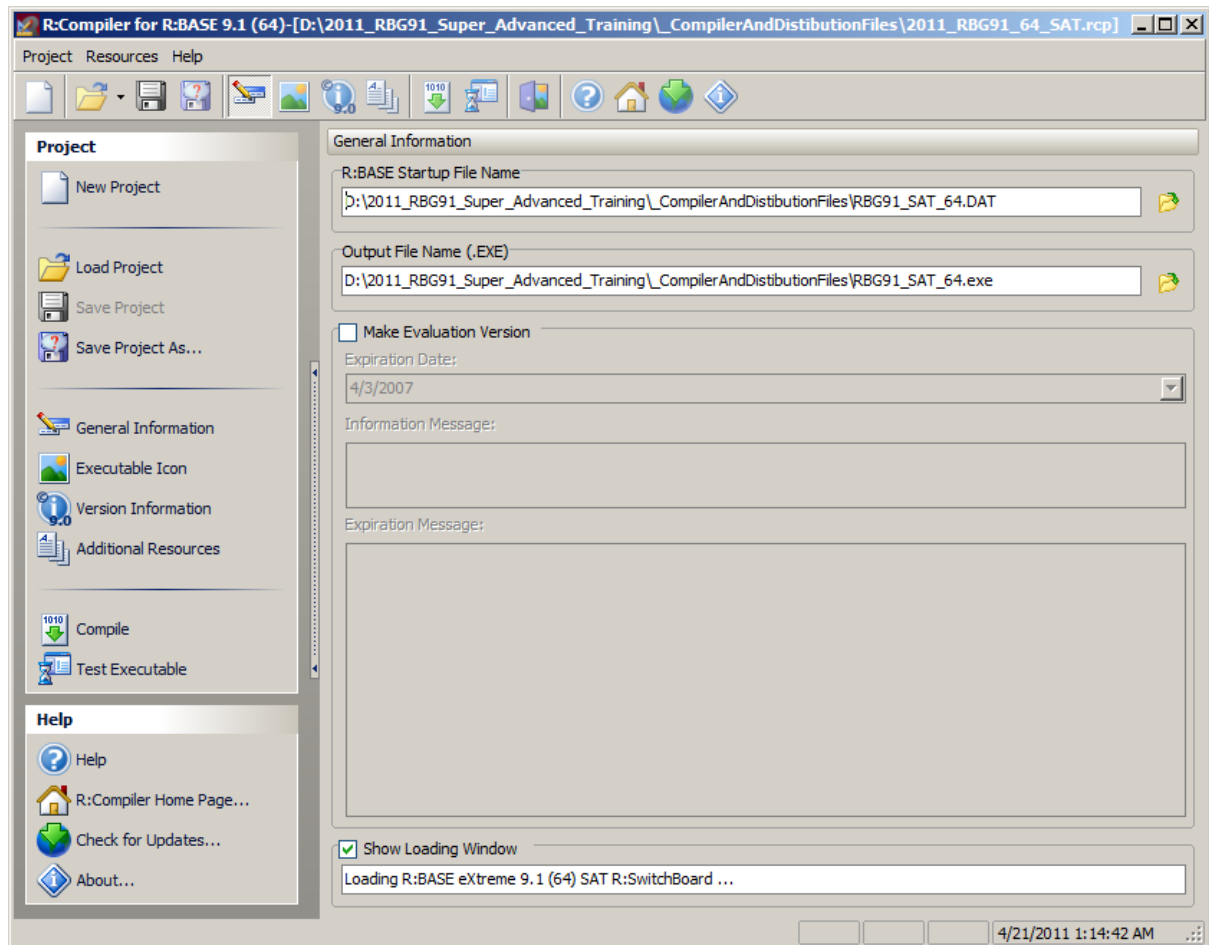 R:Compiler for R:BASE 9.1 (64)-[D:\2011_RBG91_Super_Advanced_Training\_CompilerAndDistibutionFiles\2011_RBG91_64_SAT.rcp]
Project Resources Help
Project
New Project
Load Project
Save Project
Save Project As...
General Information
Executable Icon
Version Information
Additional Resources
Compile
Test Executable
Help
Help
R:Compiler Home Page...
Check for Updates...
About...
General Information
R:BASE Startup File Name
D:\2011_RBG91_Super_Advanced_Training\_CompilerAndDistibutionFiles\RBG91_SAT_64.DAT
Output File Name (.EXE)
D:\2011_RBG91_Super_Advanced_Training\_CompilerAndDistibutionFiles\RBG91_SAT_64.exe
Make Evaluation Version
Expiration Date:
4/3/2007
Information Message:
Expiration Message:
Show Loading Window
Loading R:BASE eXtreme 9.1 (64) SAT R:SwitchBoard ...
4/21/2011 1:14:42 AM